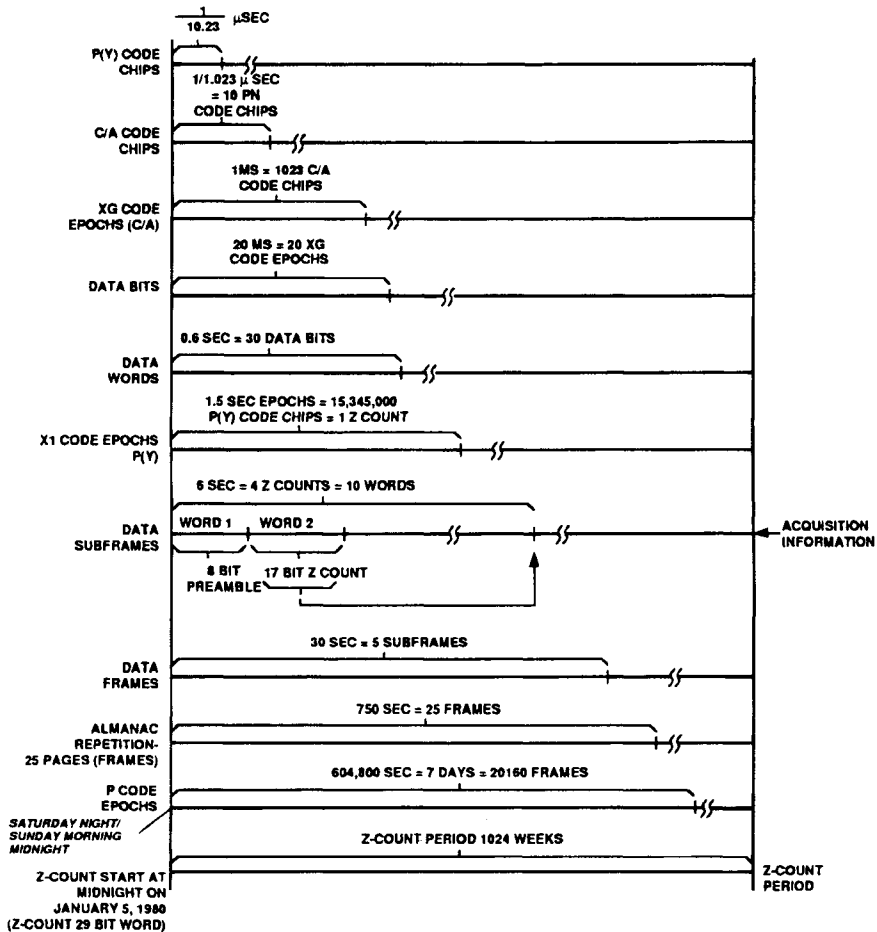 1
10.23
μSEC
P(Y) CODE
CHIPS
1/1.023 μ SEC
= 10 PN
CODE CHIPS
C/A CODE
CHIPS
1MS = 1023 C/A
CODE CHIPS
XG CODE
EPOCHS (C/A)
20 MS = 20 XG
CODE EPOCHS
DATA BITS
0.6 SEC = 30 DATA BITS
DATA
WORDS
1.5 SEC EPOCHS = 15,345,000
P(Y) CODE CHIPS = 1 Z COUNT
X1 CODE EPOCHS
P(Y)
6 SEC = 4 Z COUNTS = 10 WORDS
DATA
SUBFRAMES
WORD 1
WORD 2
ACQUISITION
INFORMATION
8 BIT
PREAMBLE
17 BIT Z COUNT
30 SEC = 5 SUBFRAMES
DATA
FRAMES
750 SEC = 25 FRAMES
ALMANAC
REPETITION-
25 PAGES (FRAMES)
604,800 SEC = 7 DAYS = 20160 FRAMES
P CODE
EPOCHS
SATURDAY NIGHT/
SUNDAY MORNING
MIDNIGHT
Z-COUNT PERIOD 1024 WEEKS
Z-COUNT
PERIOD
Z-COUNT START AT
MIDNIGHT ON
JANUARY 5, 1980
(Z-COUNT 29 BIT WORD)